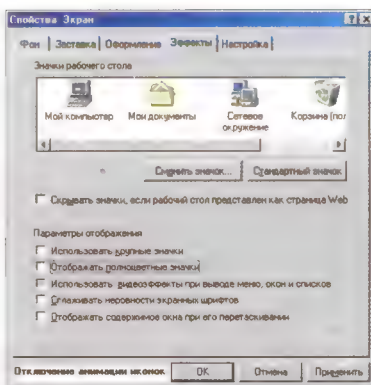 Свойства Экран
Фон Заставка Оформление Эффекты Настройка
Значки рабочего стола
Мой компьютер Мои документы Сетевое окружение Корзина (пол
Сменить значок... Стандартный значок
Скрывать значки, если рабочий стол представлен как страница Web
Параметры отображения
Использовать крупные значки
Отображать полноцветные значки
Использовать видеоэффекты при выводе меню, окон и списков
Сглаживать неровности экранных шрифтов
Отображать содержимое окна при его перетаскивании
Отключение анимации иконок ОК Отмена Применить